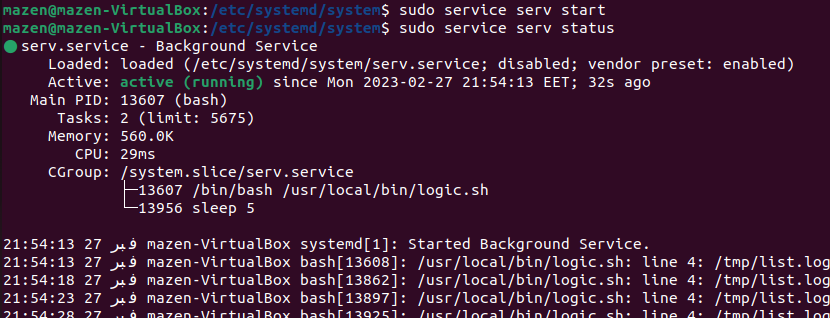 mazen@mazen-VirtualBox:/etc/systemd/system$ sudo service serv start
mazen@mazen-VirtualBox:/etc/systemd/system$ sudo service serv status
● serv.service - Background Service
Loaded: loaded (/etc/systemd/system/serv.service; disabled; vendor preset: enabled)
Active: active (running) since Mon 2023-02-27 21:54:13 EET; 32s ago
Main PID: 13607 (bash)
Tasks: 2 (limit: 5675)
Memory: 560.0K
CPU: 29ms
CGroup: /system.slice/serv.service
├─13607 /bin/bash /usr/local/bin/logic.sh
└─13956 sleep 5
21:54:13 27 فبر mazen-VirtualBox systemd[1]: Started Background Service.
21:54:13 27 فبر mazen-VirtualBox bash[13608]: /usr/local/bin/logic.sh: line 4: /tmp/list.log
21:54:18 27 فبر mazen-VirtualBox bash[13862]: /usr/local/bin/logic.sh: line 4: /tmp/list.log
21:54:23 27 فبر mazen-VirtualBox bash[13897]: /usr/local/bin/logic.sh: line 4: /tmp/list.log
21:54:28 27 فبر mazen-VirtualBox bash[13925]: /usr/local/bin/logic.sh: line 4: /tmp/list.log